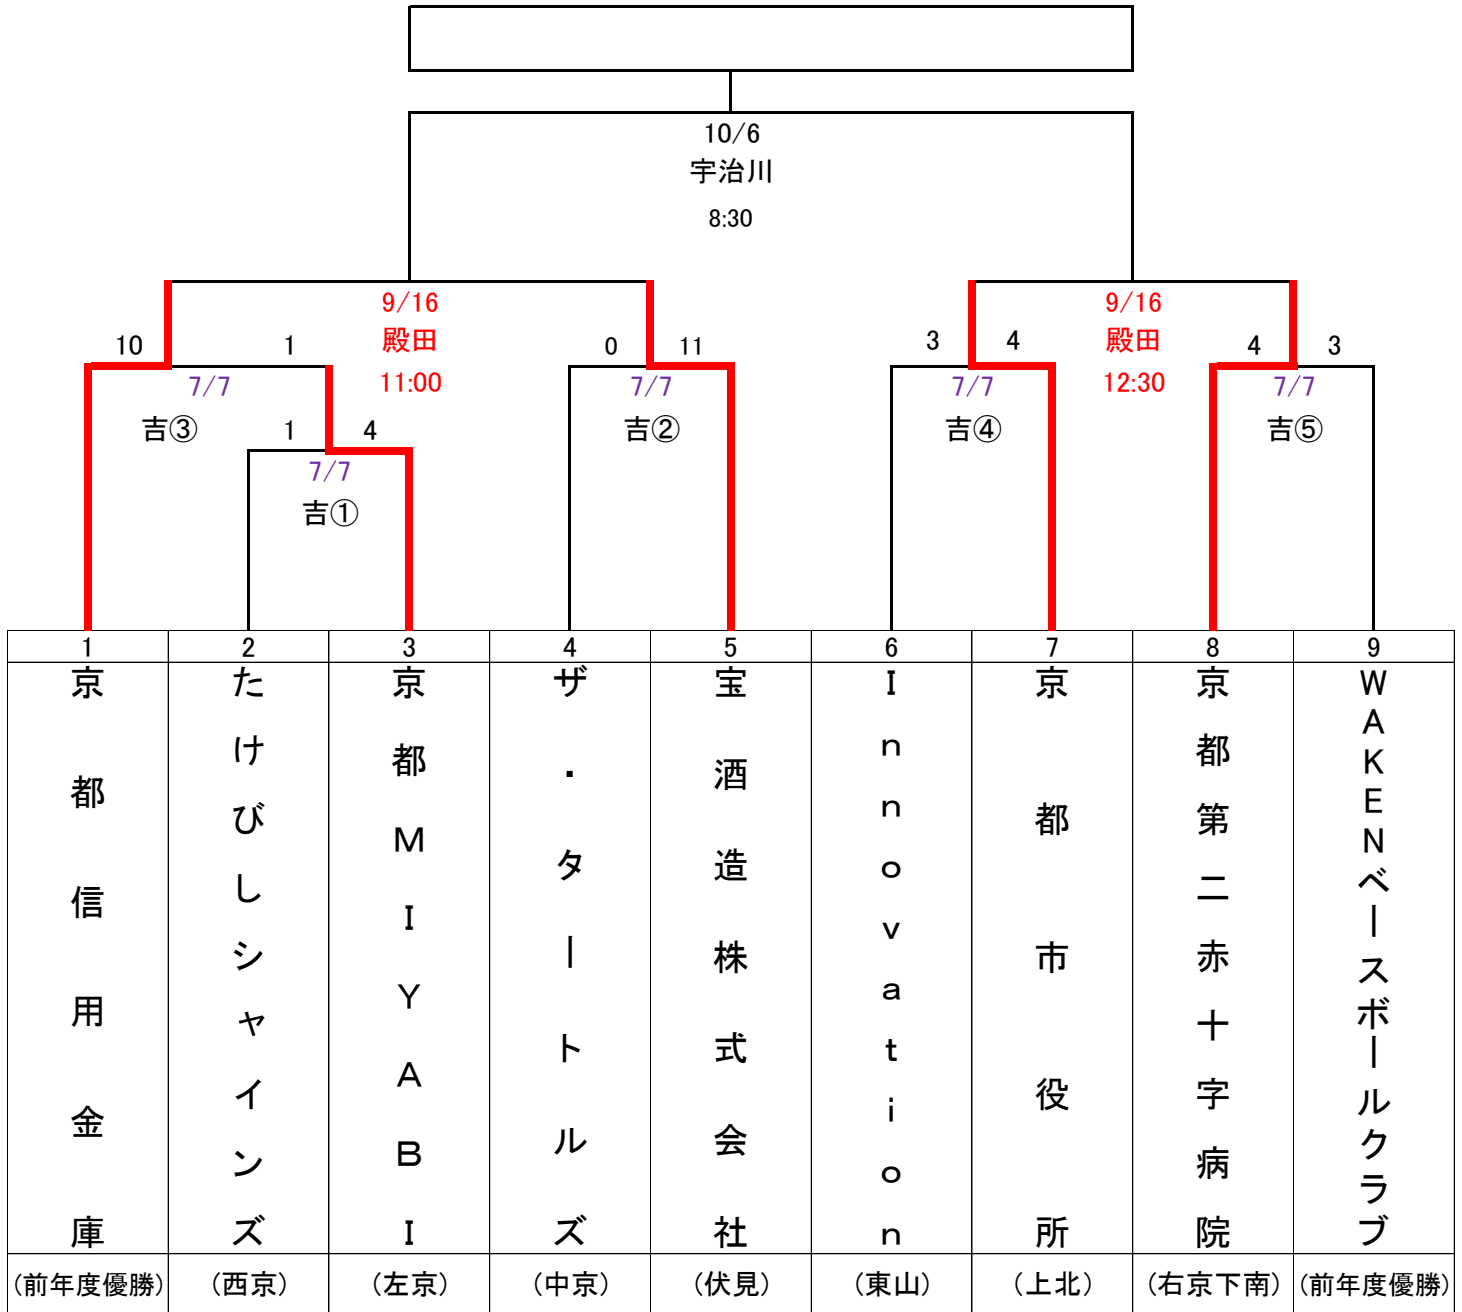 10/6
宇治川
8:30
9/16
殿田
11:00
9/16
殿田
12:30
10
1
0
11
3
4
4
3
7/7
吉③
7/7
吉②
7/7
吉④
7/7
吉⑤
1
4
7/7
吉①
1
2
3
4
5
6
7
8
9
京都信用金庫
たけびしシャインズ
京都MIYABI
ザ・タートルズ
宝酒造株式会社
Innovation
京都市役所
京都第二赤十字病院
WAKENベースボールクラブ
(前年度優勝)
(西京)
(左京)
(中京)
(伏見)
(東山)
(上北)
(右京下南)
(前年度優勝)